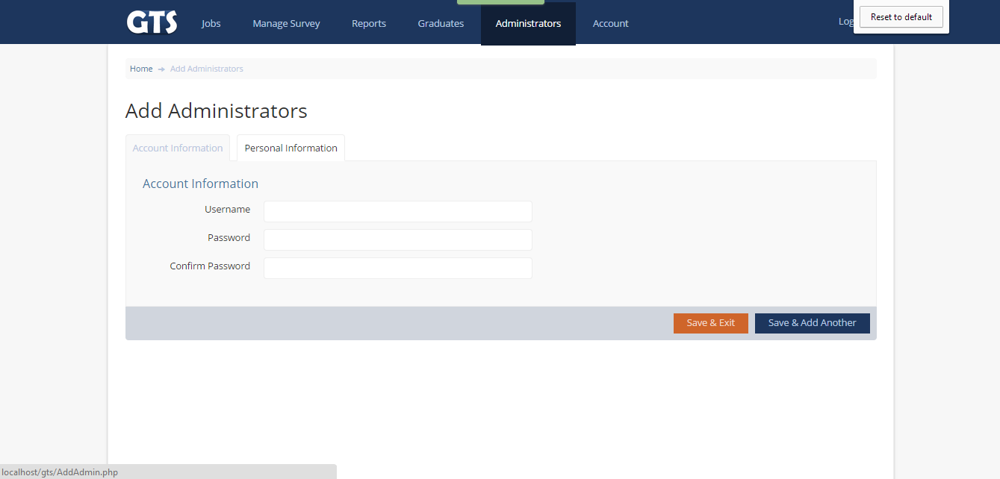 GTS
Jobs
Manage Survey
Reports
Graduates
Administrators
Account
Log
Reset to default
Home
Add Administrators
Add Administrators
Account Information
Personal Information
Account Information
Username
Password
Confirm Password
Save & Exit
Save & Add Another
localhost/gts/AddAdmin.php